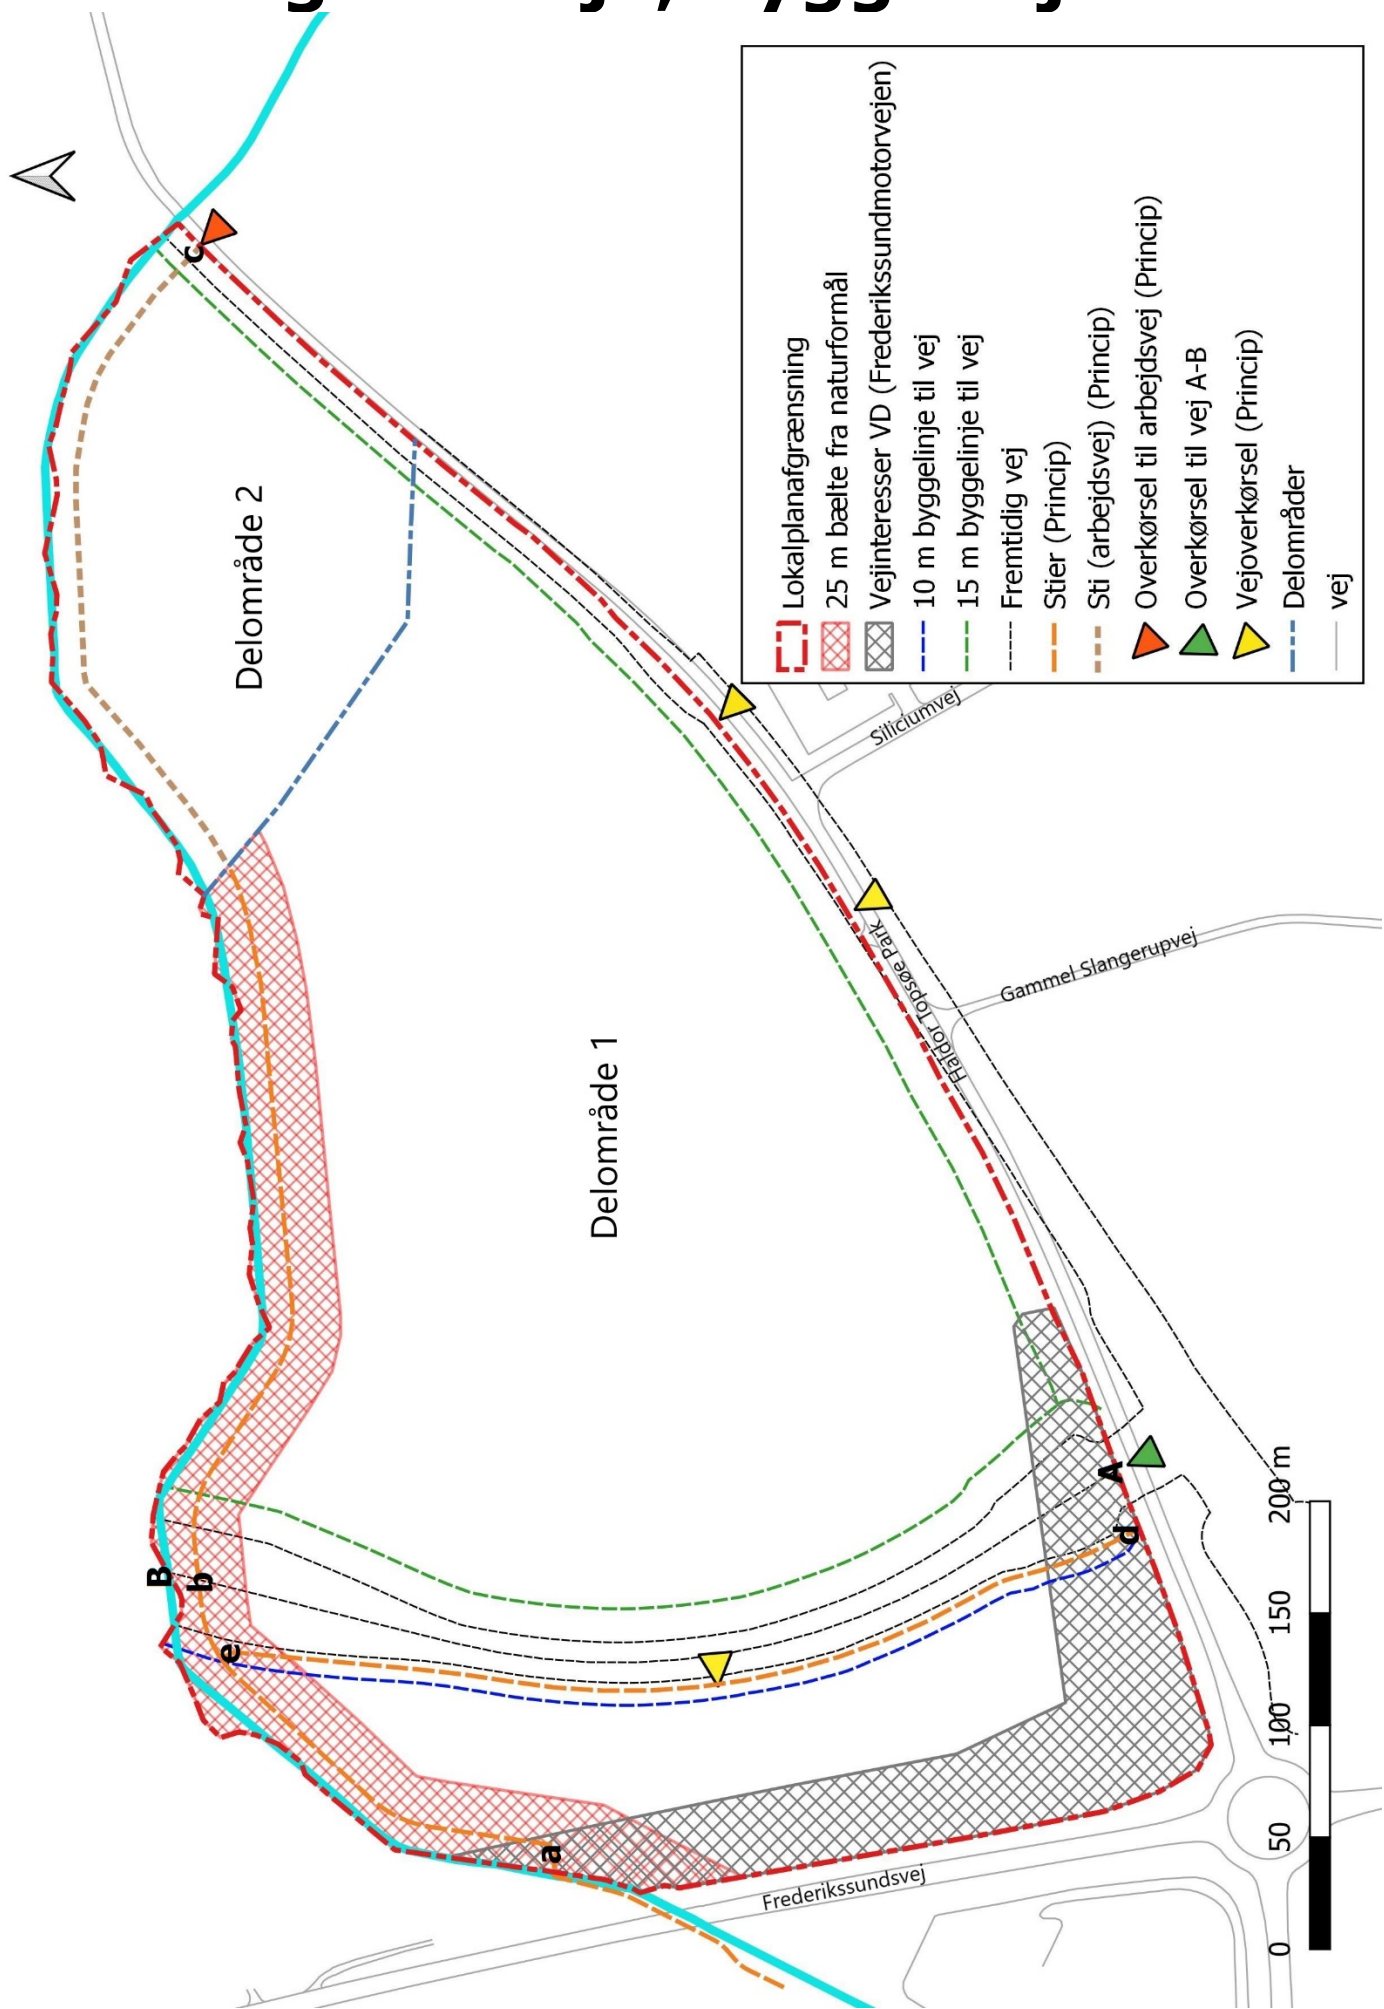 c
Delområde 2
Delområde 1
B
b
e
a
A
d
Siliciumvej
Haldor Topsøe Park
Gammel Slangerupvej
Frederikssundsvej
Lokalplanafgrænsning
25 m bælte fra naturformål
Vejinteresser VD (Frederikssundmotorvejen)
10 m byggelinje til vej
15 m byggelinje til vej
Fremtidig vej
Stier (Princip)
Sti (arbejdsvej) (Princip)
Overkørsel til arbejdsvej (Princip)
Overkørsel til vej A-B
Vejoverkørsel (Princip)
Delområder
vej
0 50 100 150 200 m